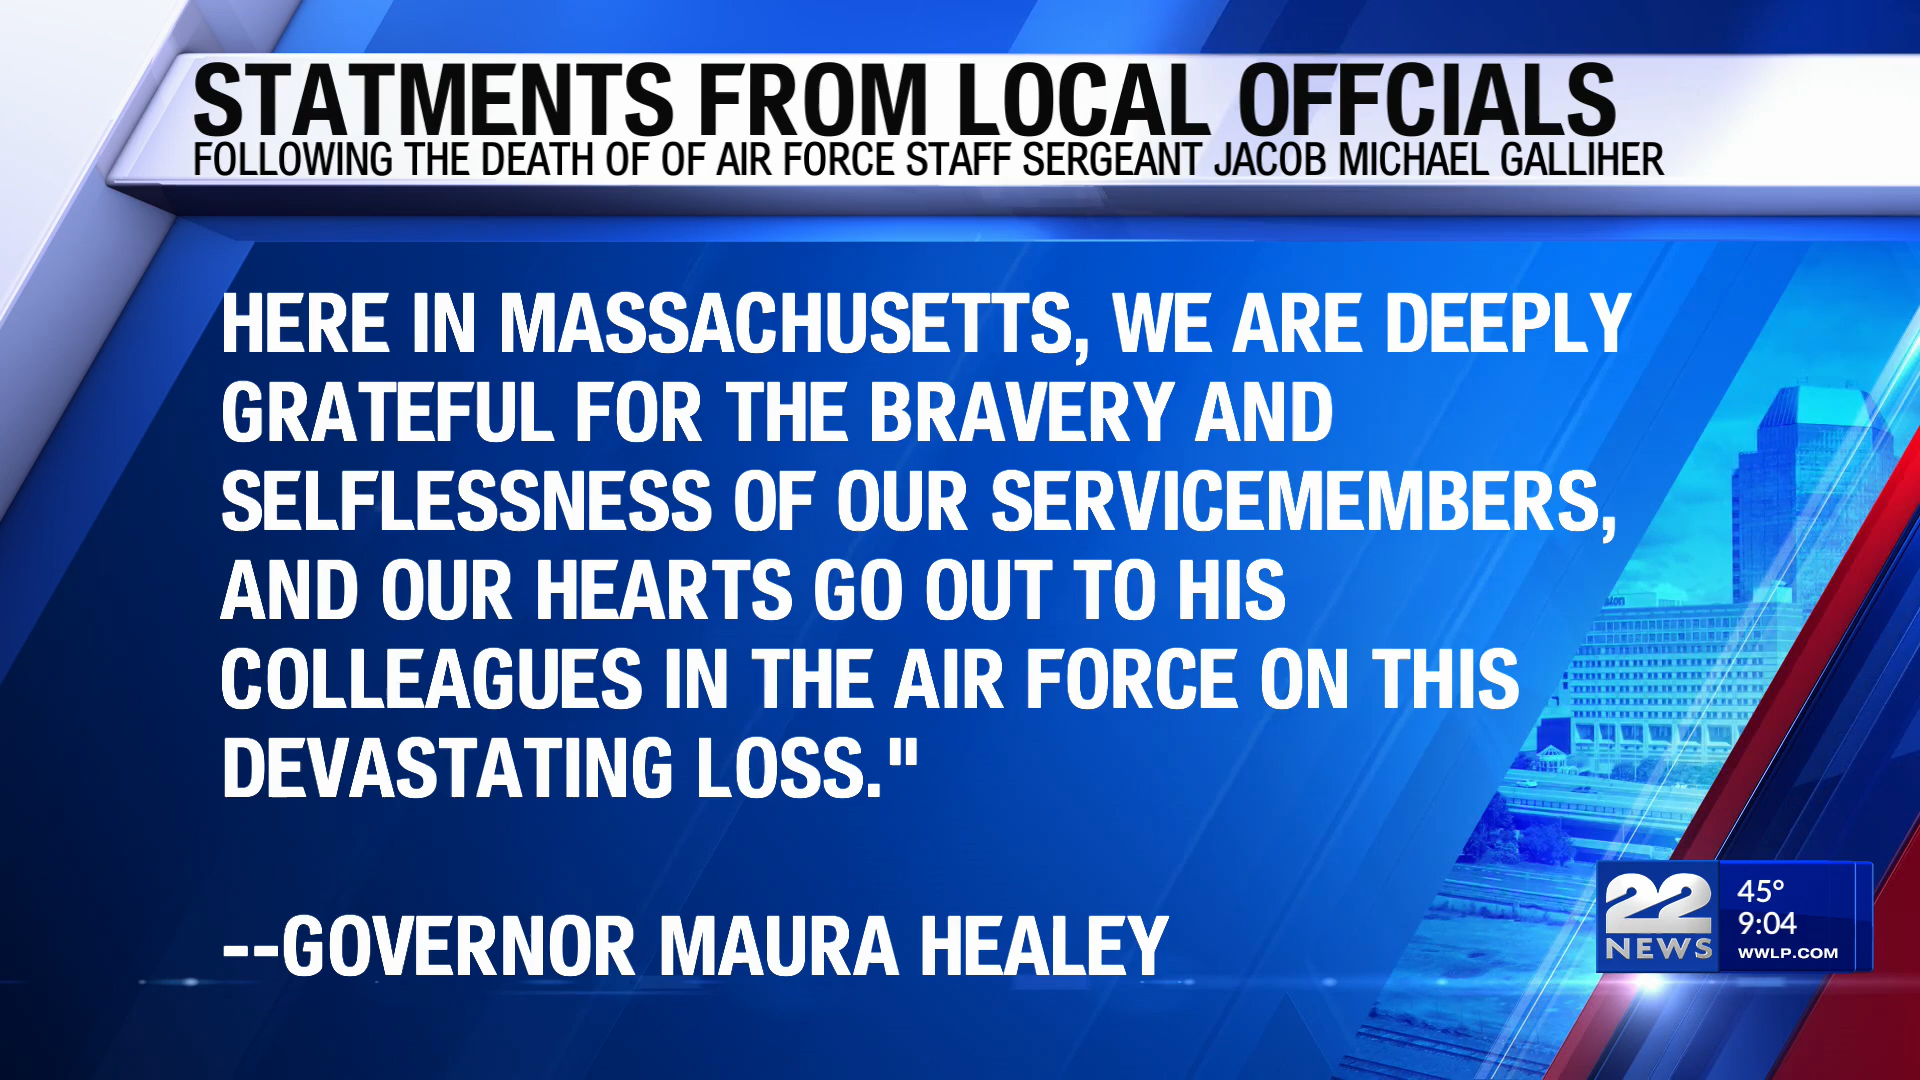 STATMENTS FROM LOCAL OFFCIALS
FOLLOWING THE DEATH OF OF AIR FORCE STAFF SERGEANT JACOB MICHAEL GALLIHER
HERE IN MASSACHUSETTS, WE ARE DEEPLY
GRATEFUL FOR THE BRAVERY AND
SELFLESSNESS OF OUR SERVICEMEMBERS,
AND OUR HEARTS GO OUT TO HIS
COLLEAGUES IN THE AIR FORCE ON THIS
DEVASTATING LOSS."
--GOVERNOR MAURA HEALEY
22
NEWS
45°
9:04
WWLP.COM